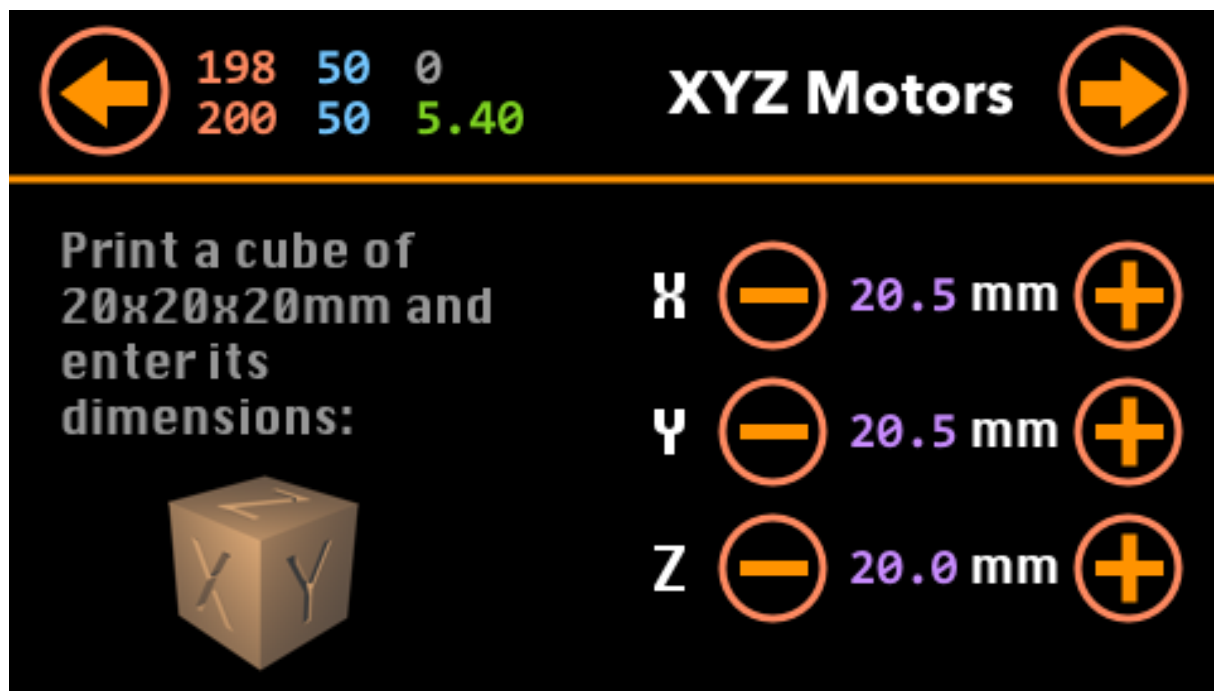 198 50 0
200 50 5.40
XYZ Motors
Print a cube of
20x20x20mm and
enter its
dimensions:
X 20.5 mm
Y 20.5 mm
Z 20.0 mm
Z
X Y